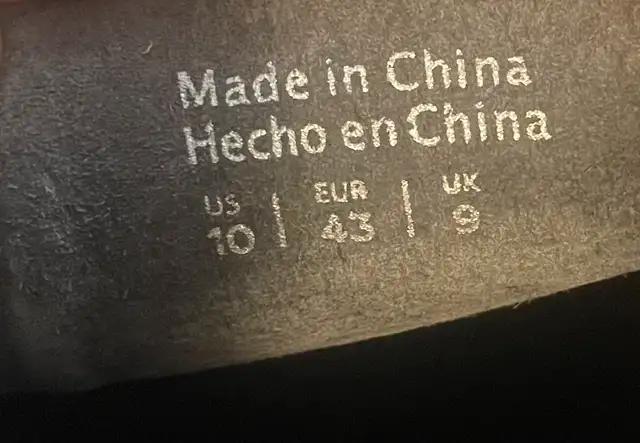 Made in China
Hecho en China
US | EUR | UK
10 | 43 | 9